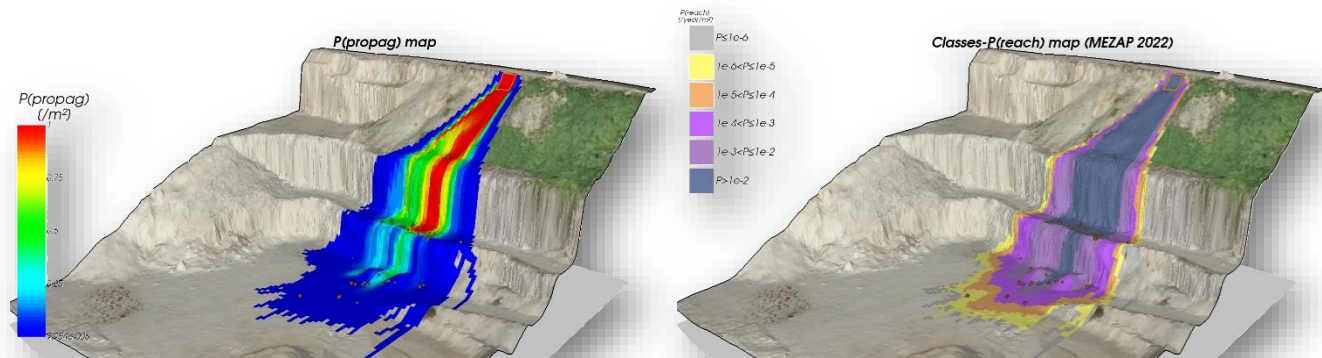 P(propag) map
P(propag)
(/m²)
1
0.75
0.5
0.25
P(reach)
(/year/m²)
P≤1e-6
1e-6<P≤1e-5
1e-5<P≤1e-4
1e-4<P≤1e-3
1e-3<P≤1e-2
P>1e-2
Classes-P(reach) map (MEZAP 2022)